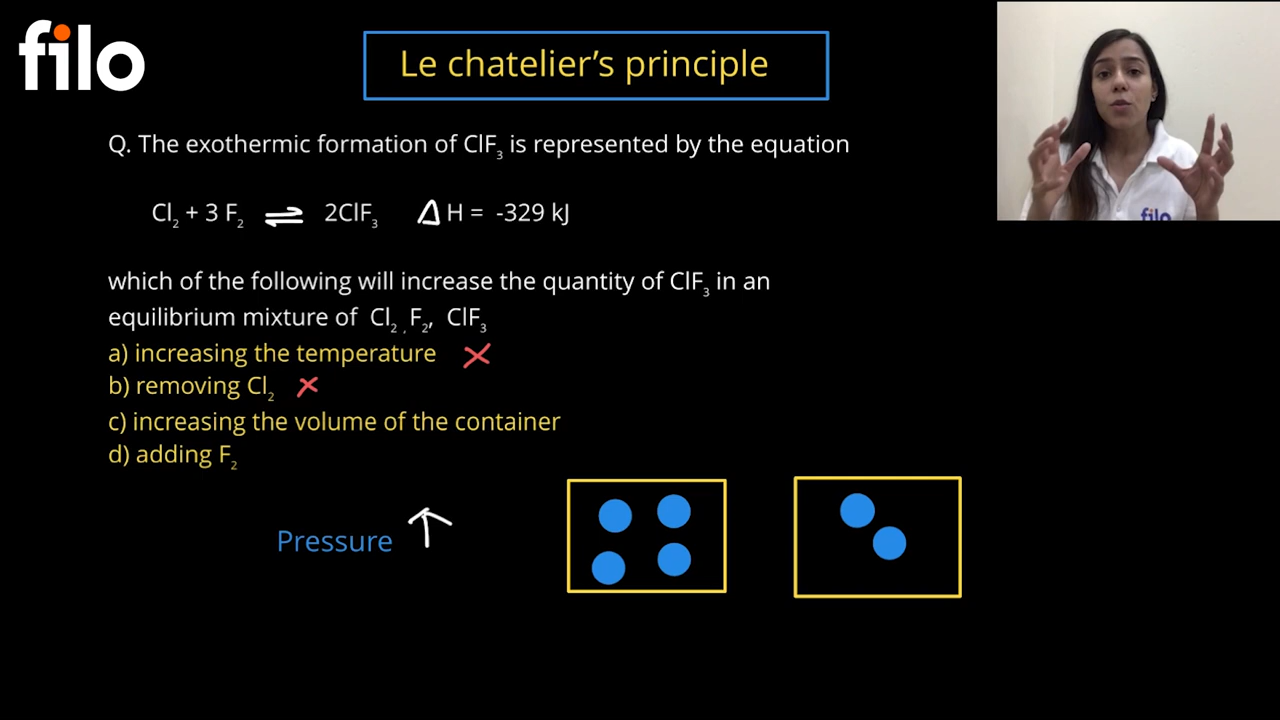 filo
Le chatelier's principle
Q. The exothermic formation of ClF₃ is represented by the equation
Cl₂ + 3 F₂ ⇌ 2ClF₃ Δ H = -329 kJ
which of the following will increase the quantity of ClF₃ in an
equilibrium mixture of Cl₂ , F₂, ClF₃
a) increasing the temperature ✗
b) removing Cl₂ ✗
c) increasing the volume of the container
d) adding F₂
Pressure ↑
filo